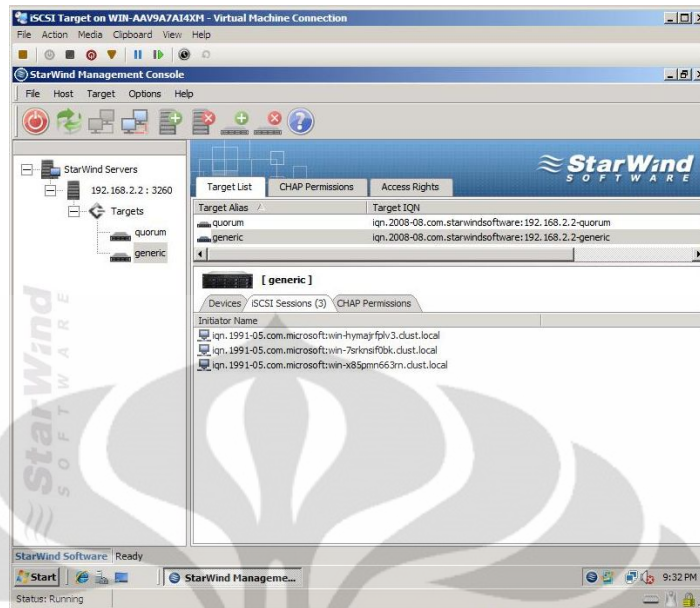 iSCSI Target on WIN-AAV9A7AI4XM - Virtual Machine Connection
File Action Media Clipboard View Help
StarWind Management Console
File Host Target Options Help
StarWind Servers
192.168.2.2 : 3260
Targets
quorum
generic
StarWind
SOFTWARE
Target List CHAP Permissions Access Rights
Target Alias Target IQN
quorum iqn.2008-08.com.starwindsoftware:192.168.2.2-quorum
generic iqn.2008-08.com.starwindsoftware:192.168.2.2-generic
[ generic ]
Devices iSCSI Sessions (3) CHAP Permissions
Initiator Name
iqn.1991-05.com.microsoft:win-hymajrfplv3.clust.local
iqn.1991-05.com.microsoft:win-7srknsif0bk.clust.local
iqn.1991-05.com.microsoft:win-x85pmn663rn.clust.local
StarWind
SOFTWARE
StarWind Software Ready
Start StarWind Manageme... 9:32 PM
Status: Running